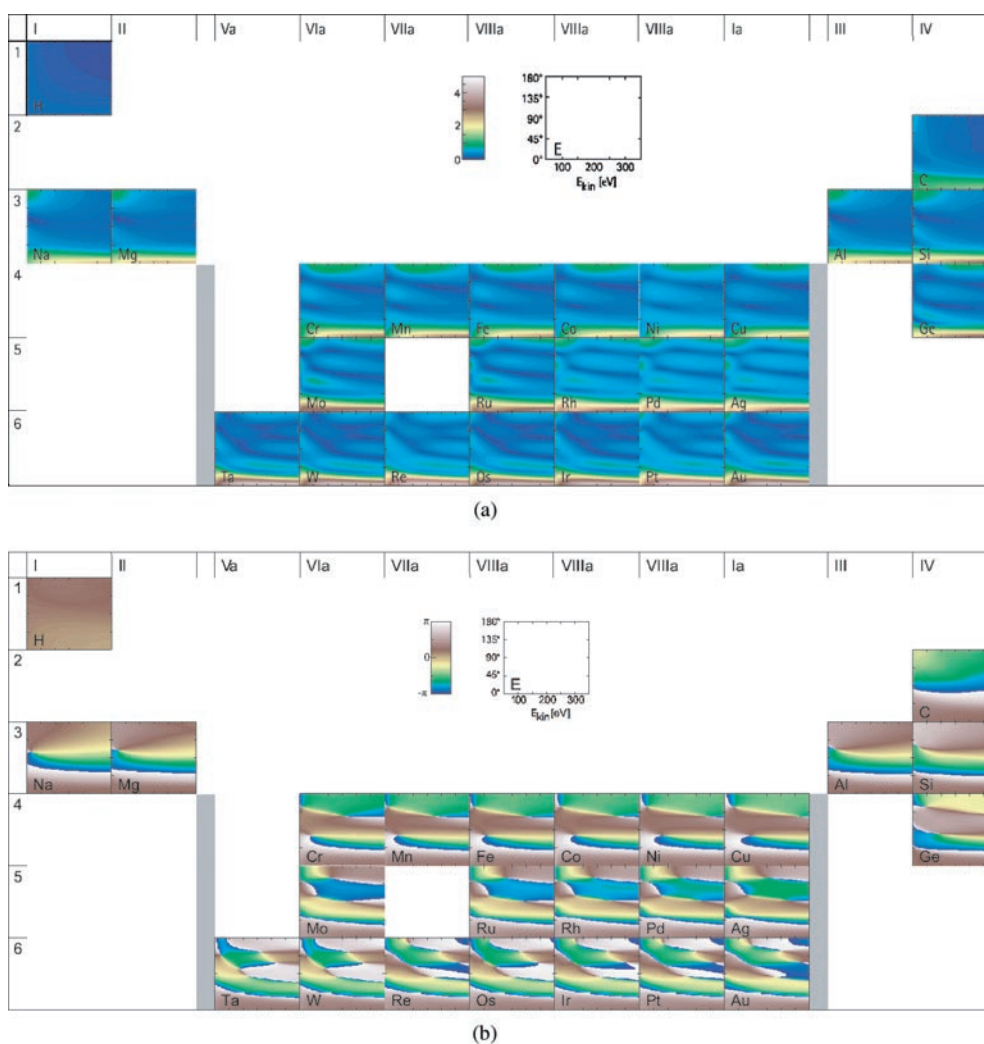 I II Va VIa VIIa VIIIa VIIIa VIIIa Ia III IV
1
H
4
2
0
180°
135°
90°
45°
0°
E
100 200 300
Ekin [eV]
2
C
3
Na Mg Al Si
4
Cr Mn Fe Co Ni Cu Ge
5
Mo Ru Rh Pd Ag
6
Ta W Re Os Ir Pt Au
(a)
I II Va VIa VIIa VIIIa VIIIa VIIIa Ia III IV
1
H
π
0
-π
180°
135°
90°
45°
0°
E
100 200 300
Ekin [eV]
2
C
3
Na Mg Al Si
4
Cr Mn Fe Co Ni Cu Ge
5
Mo Ru Rh Pd Ag
6
Ta W Re Os Ir Pt Au
(b)